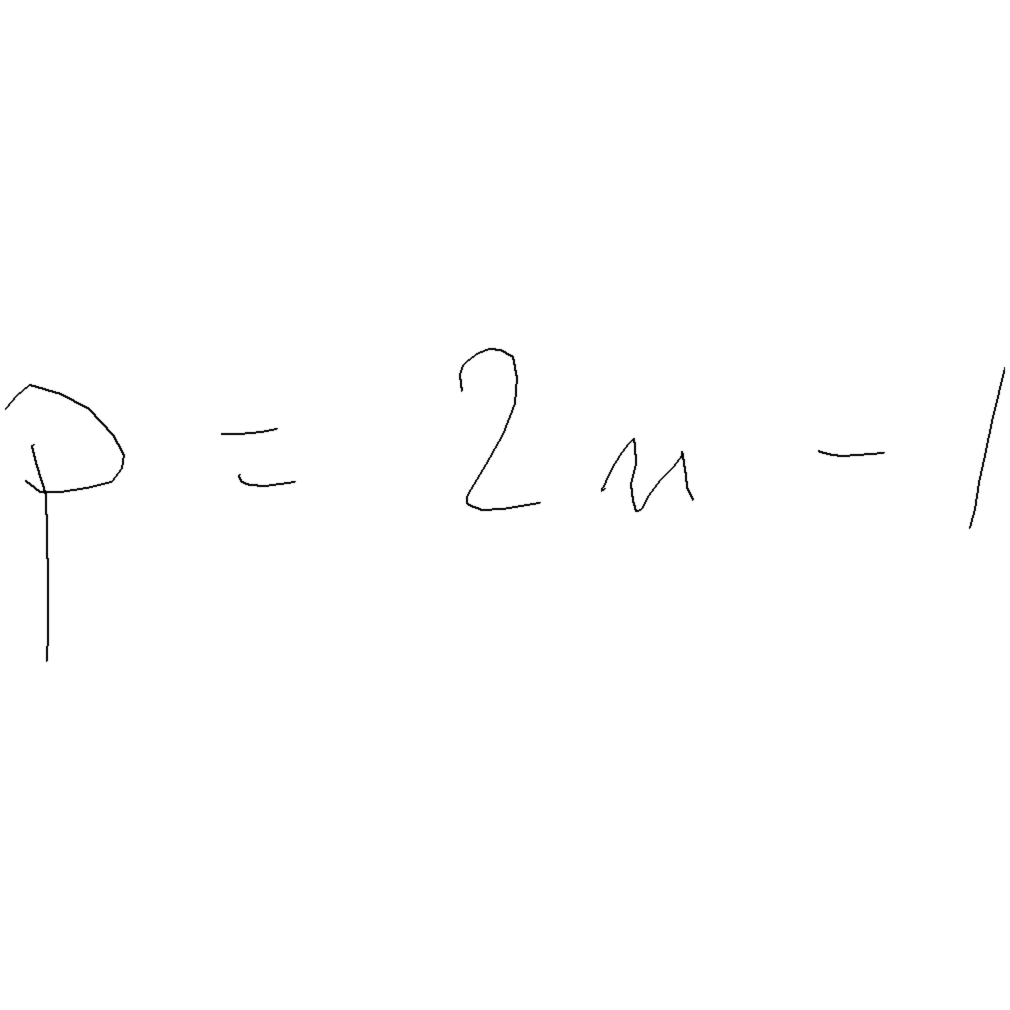 p = 2n - 1